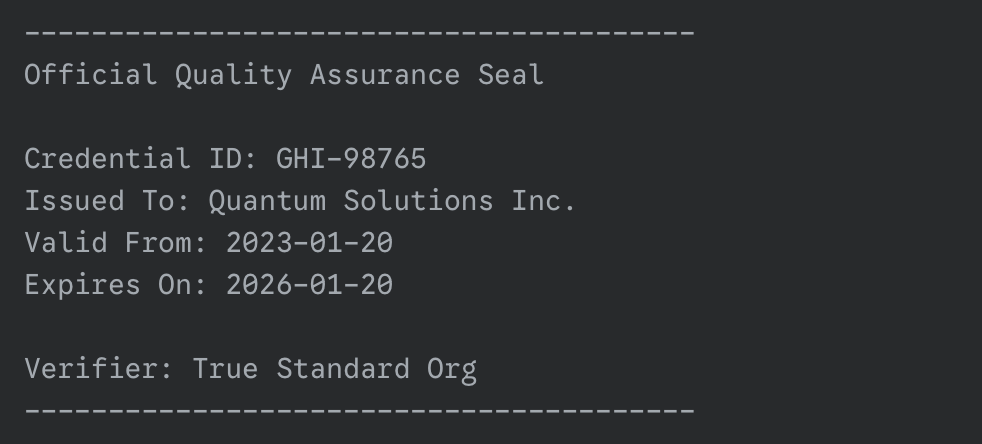 ----------------------------------------
Official Quality Assurance Seal

Credential ID: GHI-98765
Issued To: Quantum Solutions Inc.
Valid From: 2023-01-20
Expires On: 2026-01-20

Verifier: True Standard Org
----------------------------------------